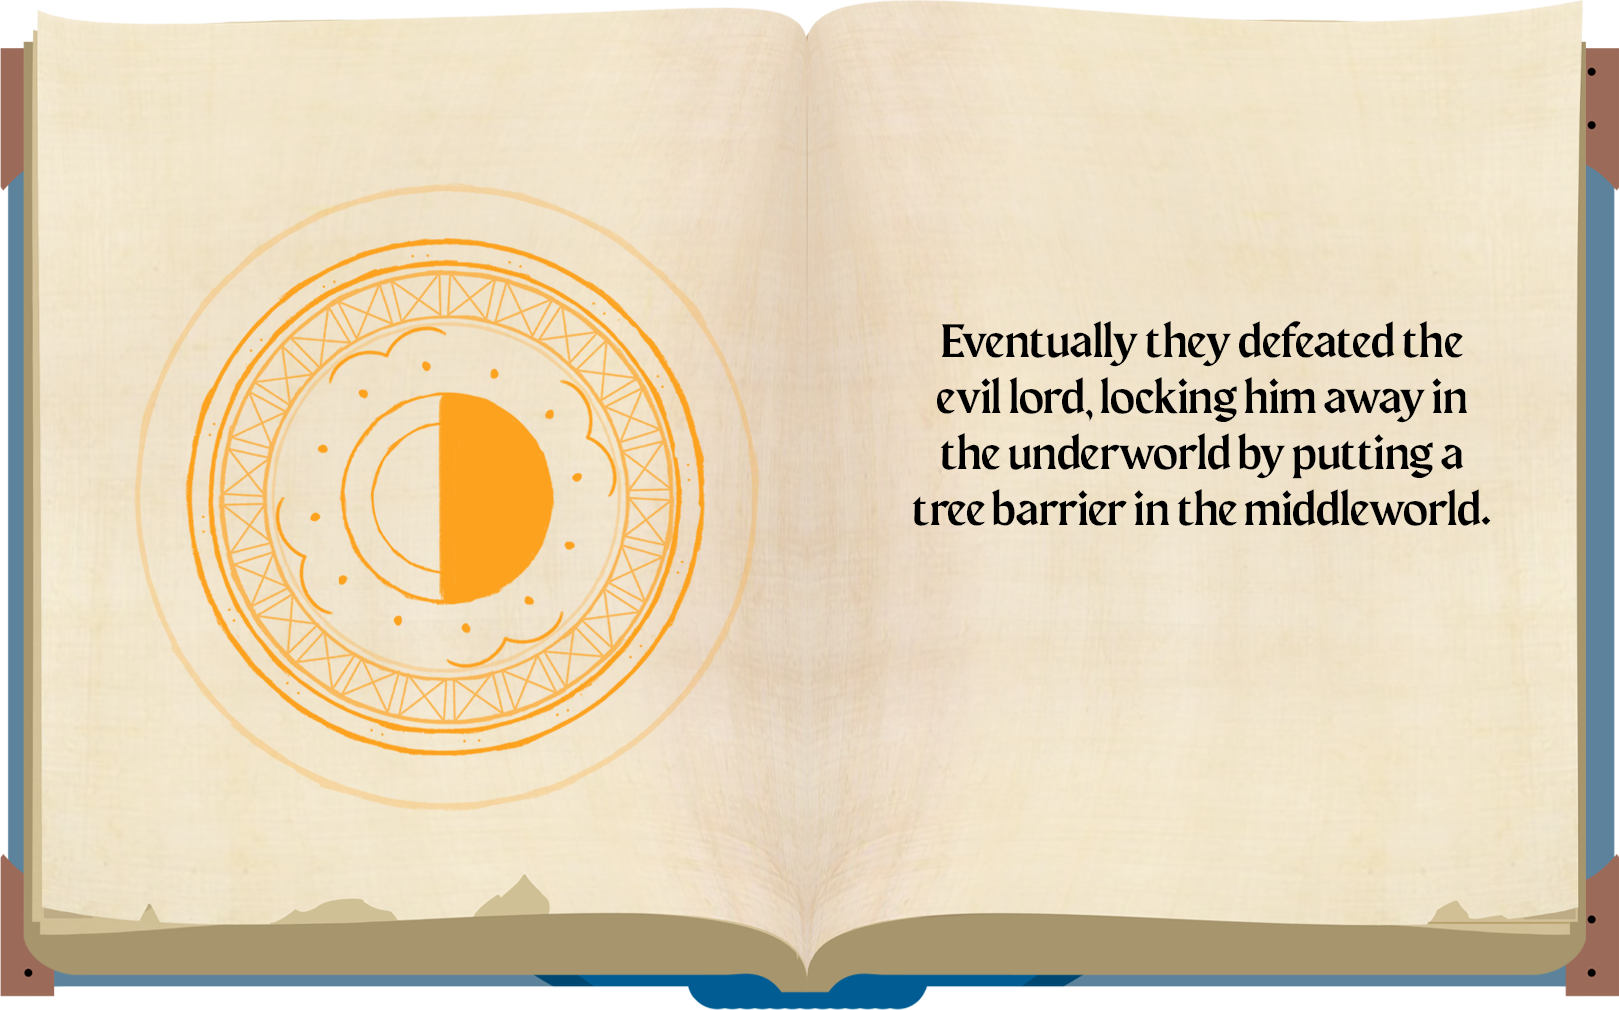 Eventually they defeated the
evil lord, locking him away in
the underworld by putting a
tree barrier in the middleworld.